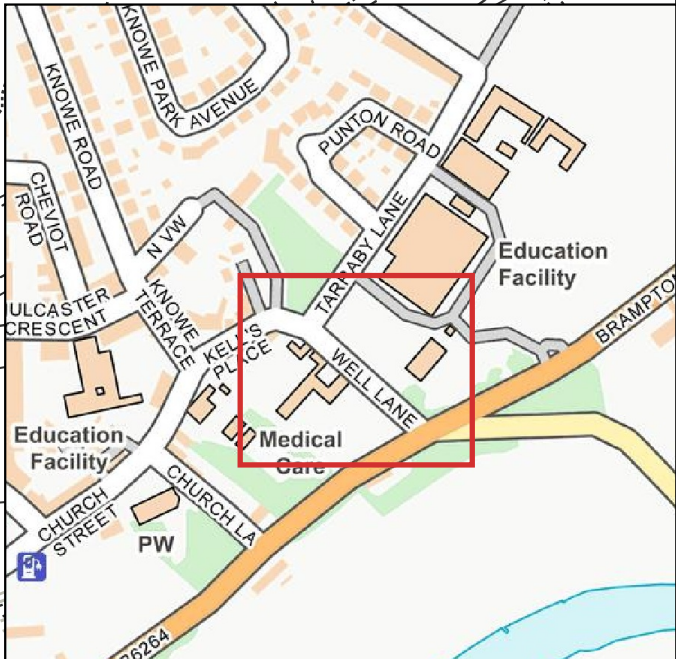 KNOWE PARK
AVENUE
KNOWE ROAD
PUNTON ROAD
CHEVIOT
ROAD
N VW
TARRABY LANE
Education
Facility
BRAMPTON
ULCASTER
CRESCENT
KNOWE
TERRACE
KELL'S
PLACE
WELL LANE
Education
Facility
Medical
Care
CHURCH
STREET
CHURCH LA
PW
B6264